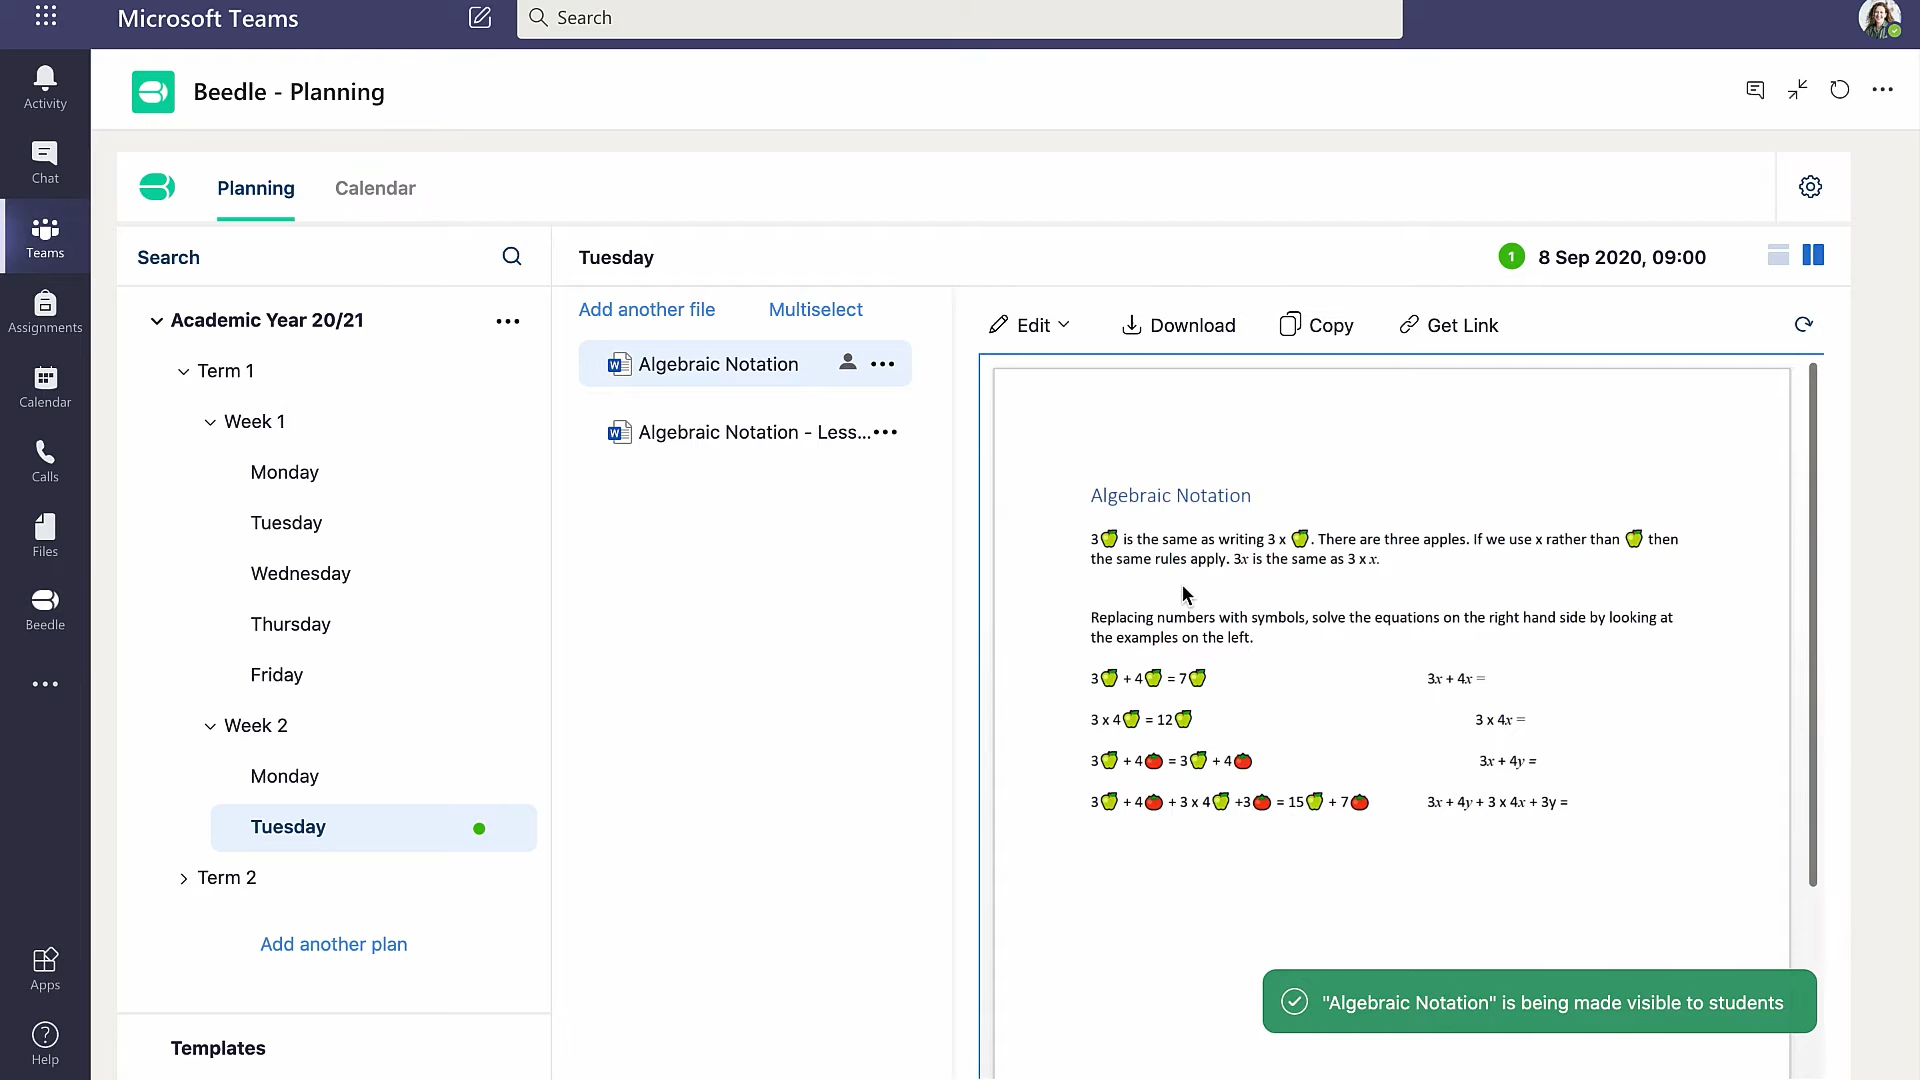 Microsoft Teams
Search
Activity
Chat
Teams
Assignments
Calendar
Calls
Files
Beedle
Apps
Help
Beedle - Planning
Planning
Calendar
Search
Academic Year 20/21
Term 1
Week 1
Monday
Tuesday
Wednesday
Thursday
Friday
Week 2
Monday
Tuesday
Term 2
Add another plan
Templates
Tuesday
1 8 Sep 2020, 09:00
Add another file Multiselect
Algebraic Notation
Algebraic Notation - Less...
Edit Download Copy Get Link
Algebraic Notation
3🍏 is the same as writing 3 x 🍏. There are three apples. If we use x rather than 🍏 then
the same rules apply. 3x is the same as 3 x x.
Replacing numbers with symbols, solve the equations on the right hand side by looking at
the examples on the left.
3🍏 + 4🍏 = 7🍏 3x + 4x =
3 x 4🍏 = 12🍏 3 x 4x =
3🍏 + 4🍅 = 3🍏 + 4🍅 3x + 4y =
3🍏 + 4🍅 + 3 x 4🍏 +3🍅 = 15🍏 + 7🍅 3x + 4y + 3 x 4x + 3y =
"Algebraic Notation" is being made visible to students